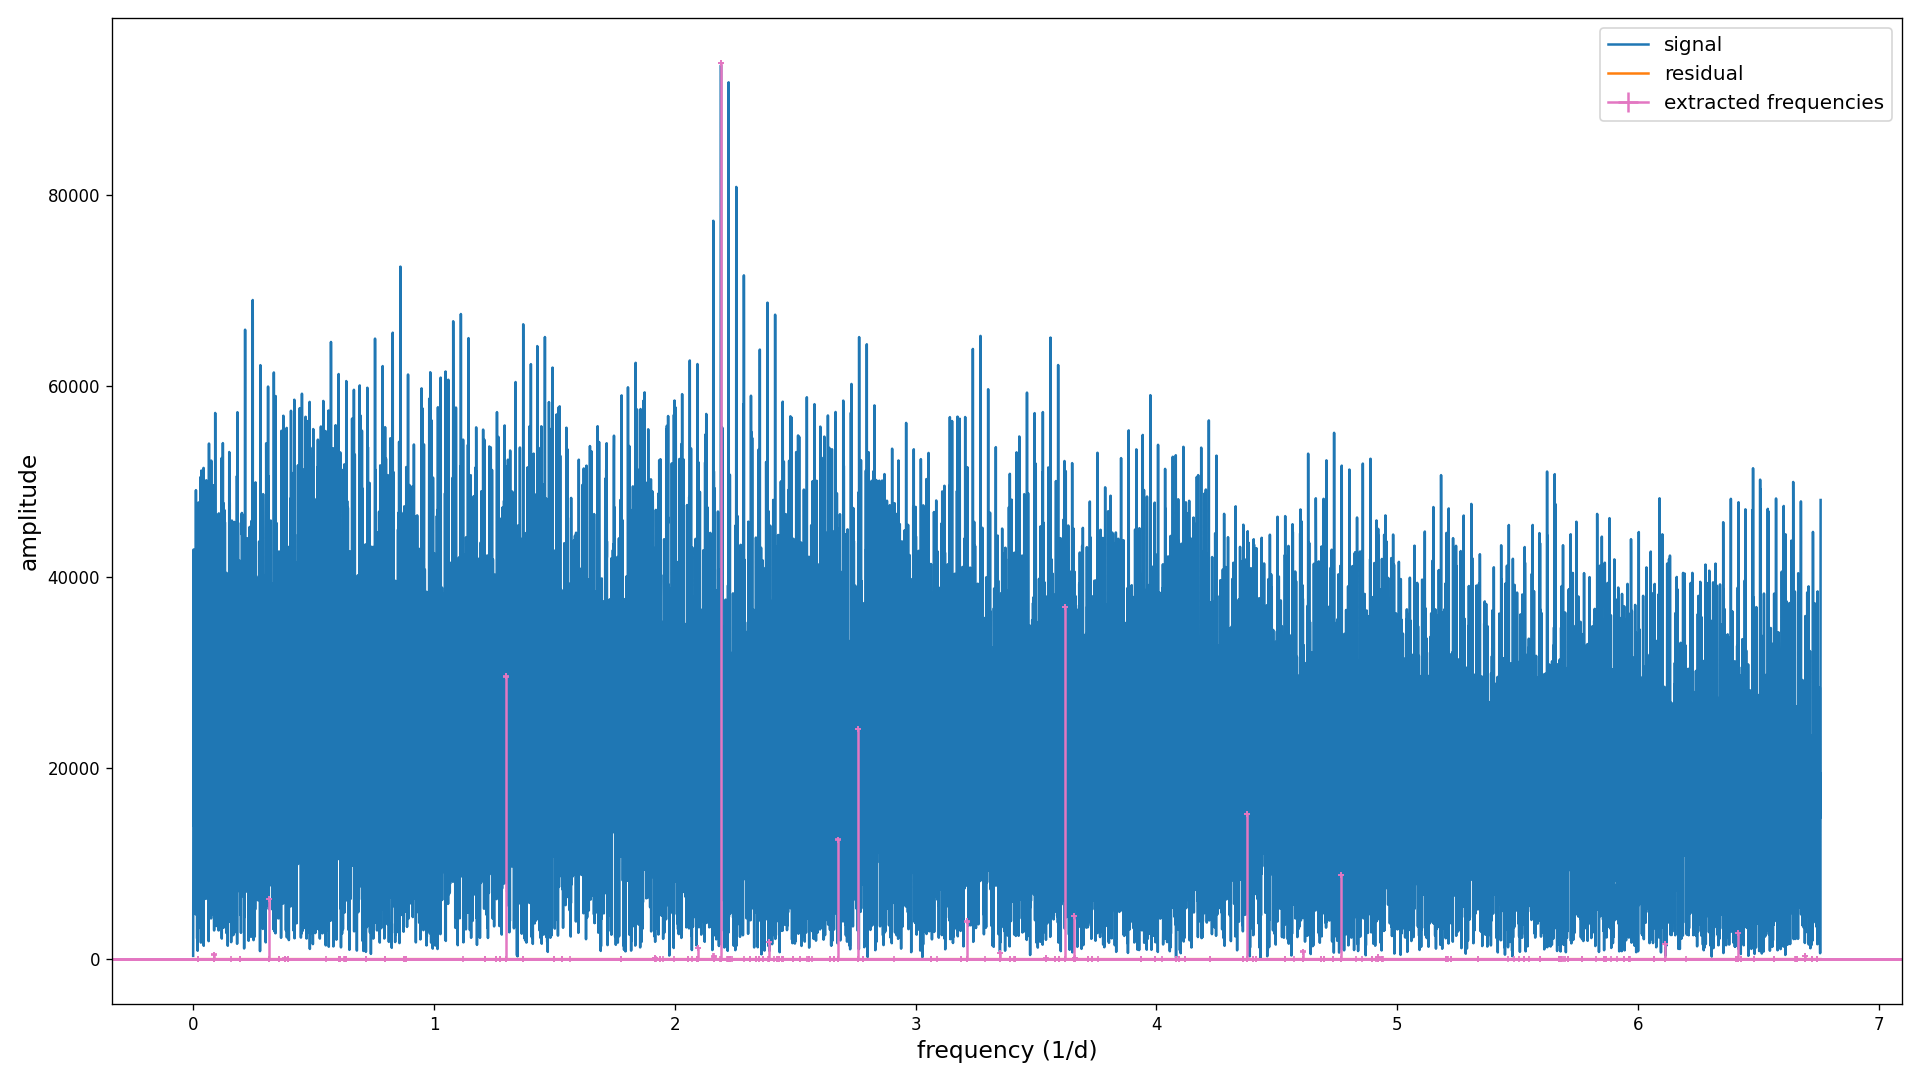 signal
residual
extracted frequencies
amplitude
80000
60000
40000
20000
0
0 1 2 3 4 5 6 7
frequency (1/d)